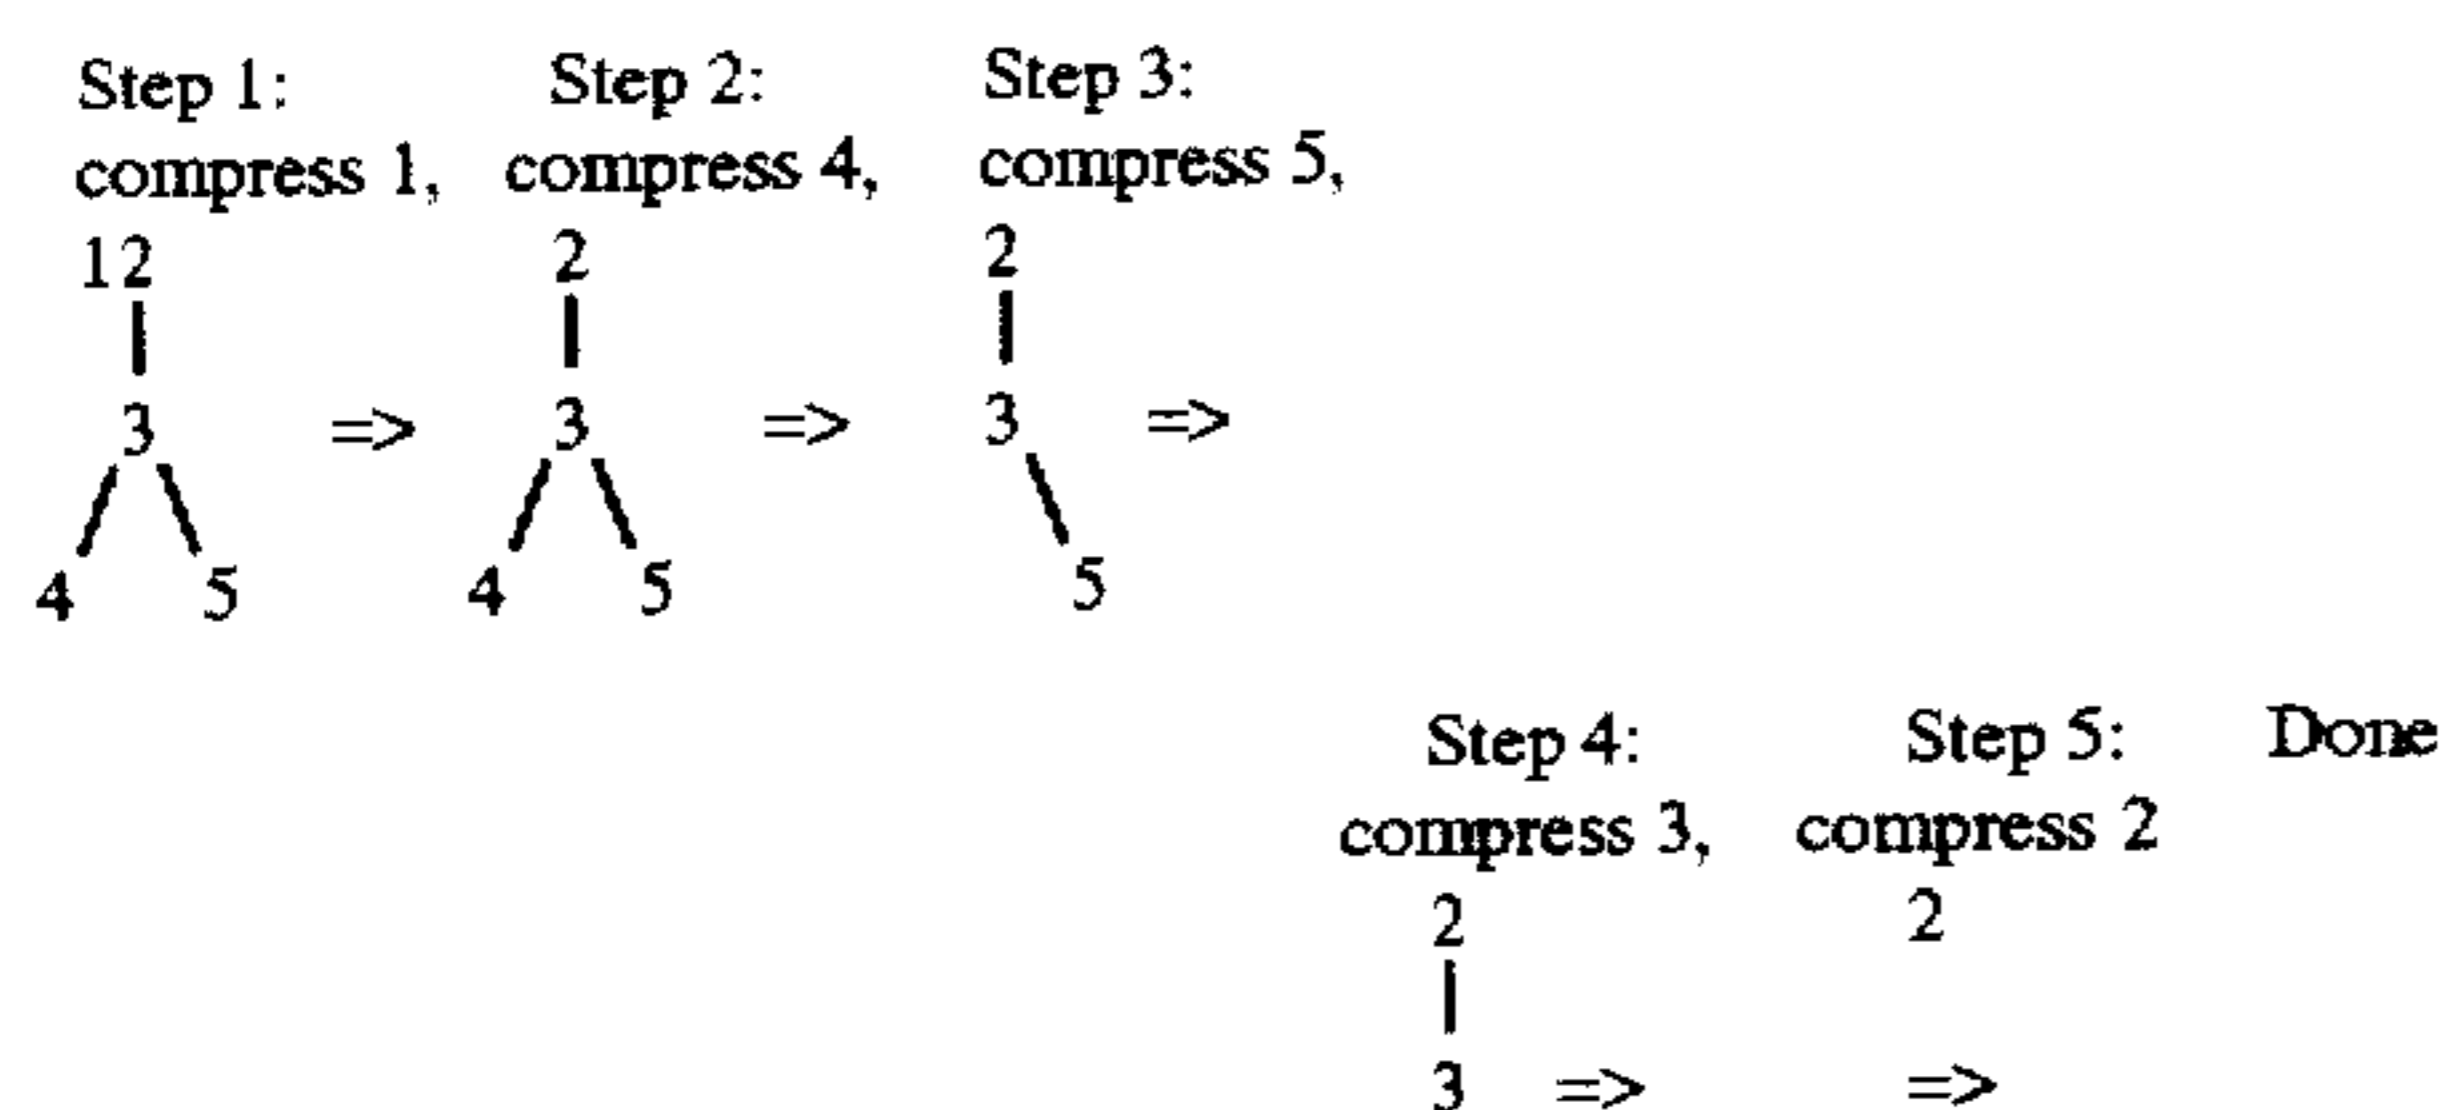 Step 1: Step 2: Step 3:
compress 1, compress 4, compress 5,
12 2 2
3 => 3 => 3 =>
4 5 4 5 5
Step 4: Step 5: Done
compress 3, compress 2
2 2
3 => =>